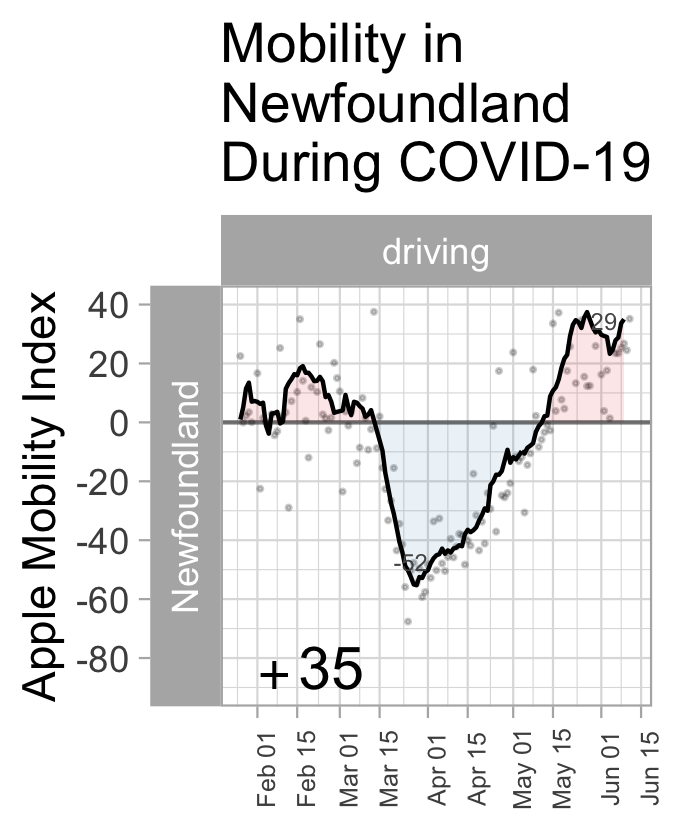 Mobility in
Newfoundland
During COVID-19
driving
Apple Mobility Index
Newfoundland
40
20
0
-20
-40
-60
-80
29
-52
+35
Feb 01
Feb 15
Mar 01
Mar 15
Apr 01
Apr 15
May 01
May 15
Jun 01
Jun 15